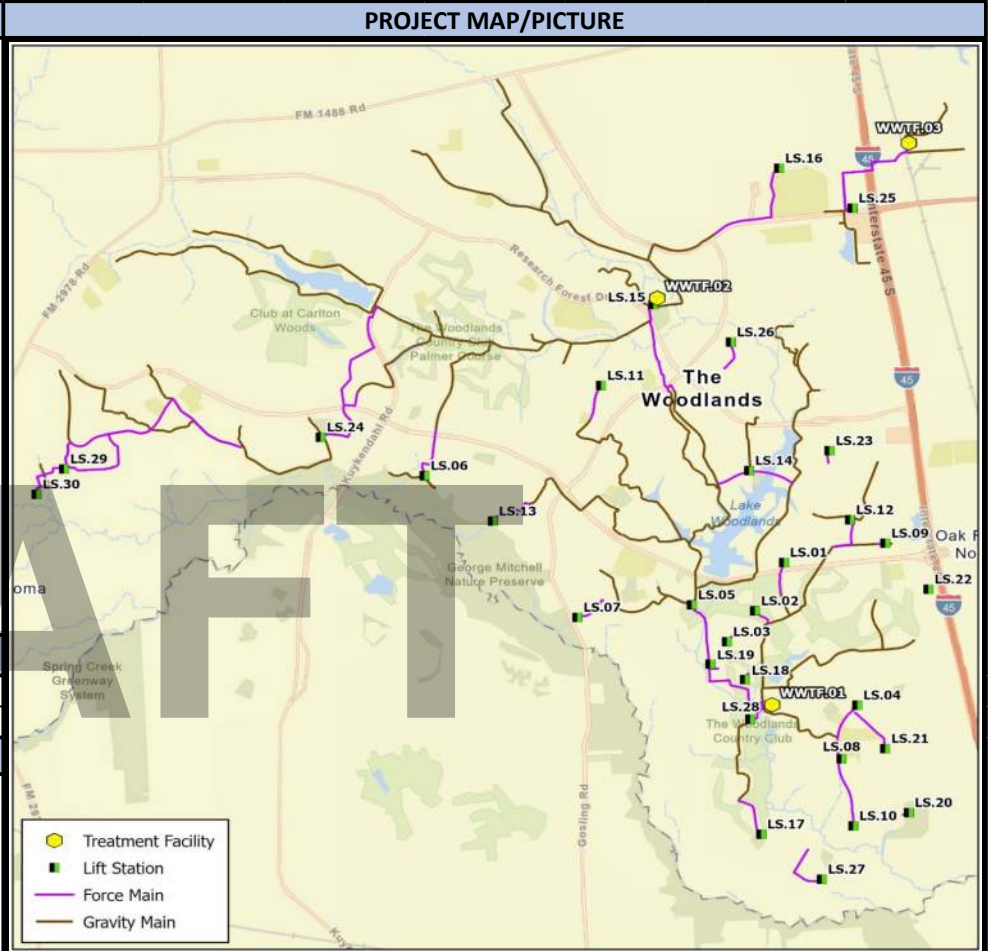 PROJECT MAP/PICTURE
FM 1488 Rd
WWTF.03
45
LS.16
LS.25
Interstate 45 S
FM 2978 Rd
Research Forest Dr
WWTF.02
LS.15
Club at Carlton
Woods
The Woodlands
Country Club
Palmer Course
LS.26
The
Woodlands
45
LS.11
LS.24
Kuykendahl Rd
LS.23
LS.29
LS.06
LS.14
LS.30
LS.13
Lake
Woodlands
LS.12
LS.09
Oak R
No
LS.01
George Mitchell
Nature Preserve
LS.22
45
oma
AFT
LS.05
LS.02
LS.07
LS.03
LS.19
LS.18
Spring Creek
Greenway
System
WWTF.01
LS.04
LS.28
The Woodlands
Country Club
LS.21
LS.08
Gosling Rd
LS.20
LS.10
LS.17
LS.27
Treatment Facility
Lift Station
Force Main
Gravity Main